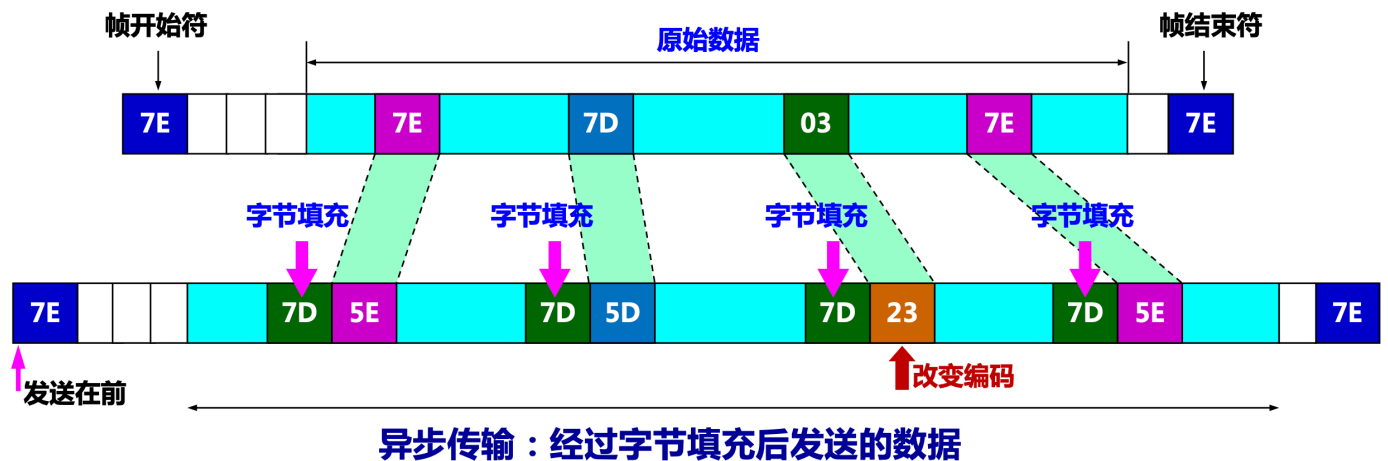 帧开始符
帧结束符
原始数据
7E 7E 7D 03 7E 7E
字节填充 字节填充 字节填充 字节填充
7E 7D 5E 7D 5D 7D 23 7D 5E 7E
改变编码
发送在前
异步传输：经过字节填充后发送的数据